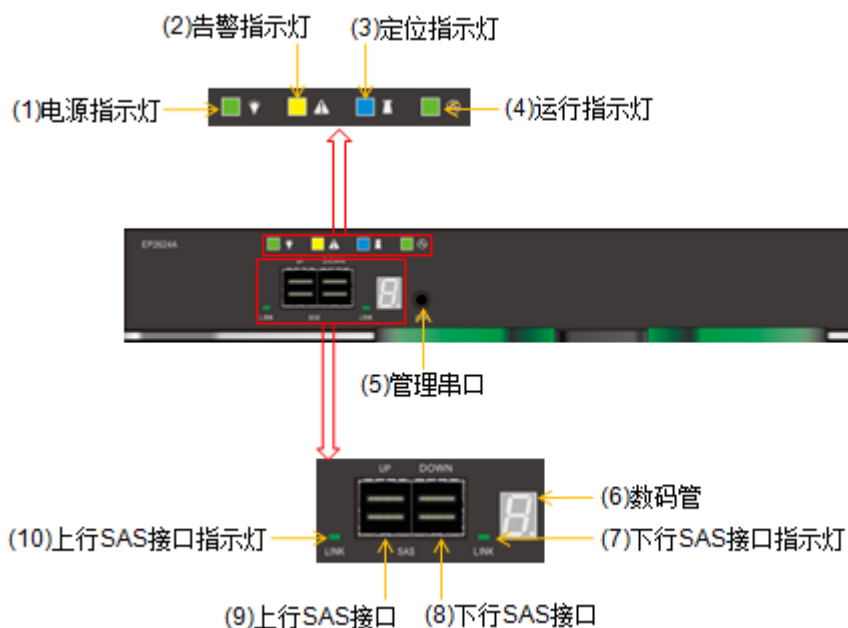 (2)告警指示灯
(3)定位指示灯
(1)电源指示灯
(4)运行指示灯
EP2624A
UP DOWN
LINK SAS LINK
(5)管理串口
UP DOWN
(6)数码管
(10)上行SAS接口指示灯
(7)下行SAS接口指示灯
LINK SAS LINK
(9)上行SAS接口
(8)下行SAS接口